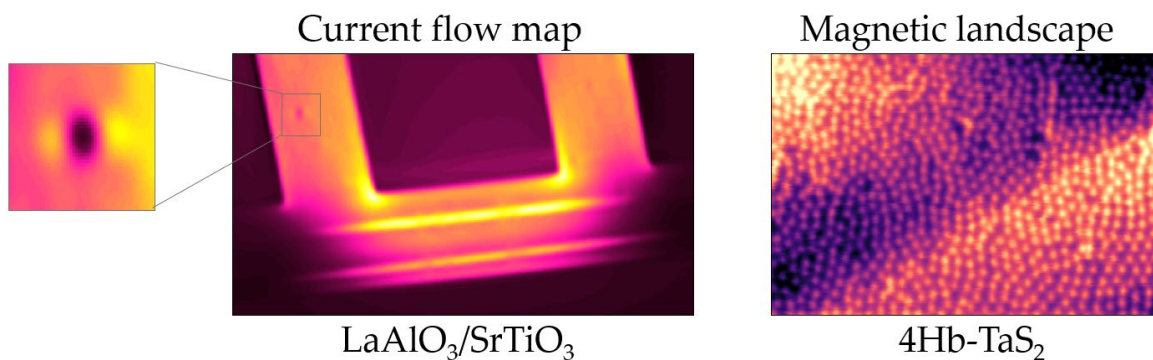 Current flow map
Magnetic landscape
LaAlO₃/SrTiO₃
4Hb-TaS₂